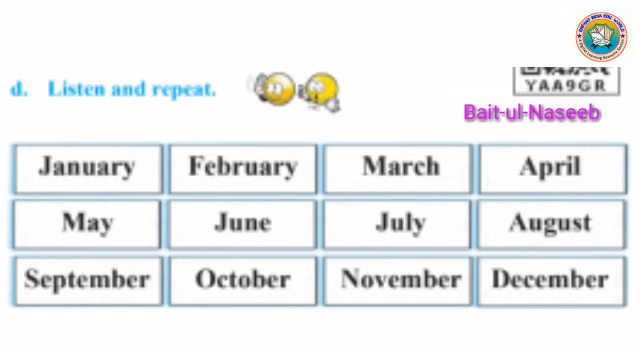 d. Listen and repeat.
YAA9GR
Bait-ul-Naseeb
January February March April
May June July August
September October November December